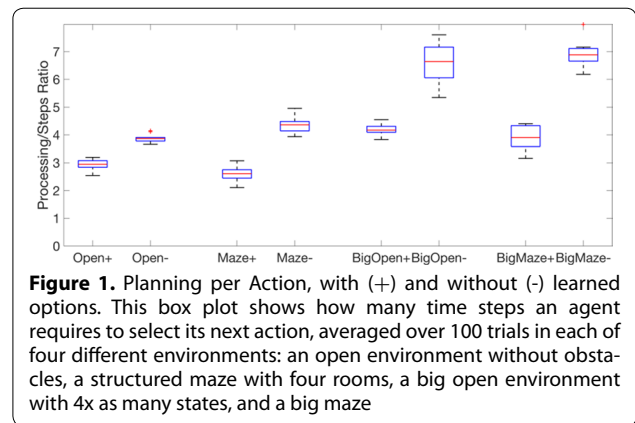 Processing/Steps Ratio
7
6
5
4
3
2
1
0
Open+ Open- Maze+ Maze- BigOpen+BigOpen- BigMaze+BigMaze-
Figure 1. Planning per Action, with (+) and without (-) learned
options. This box plot shows how many time steps an agent
requires to select its next action, averaged over 100 trials in each of
four different environments: an open environment without obsta-
cles, a structured maze with four rooms, a big open environment
with 4x as many states, and a big maze